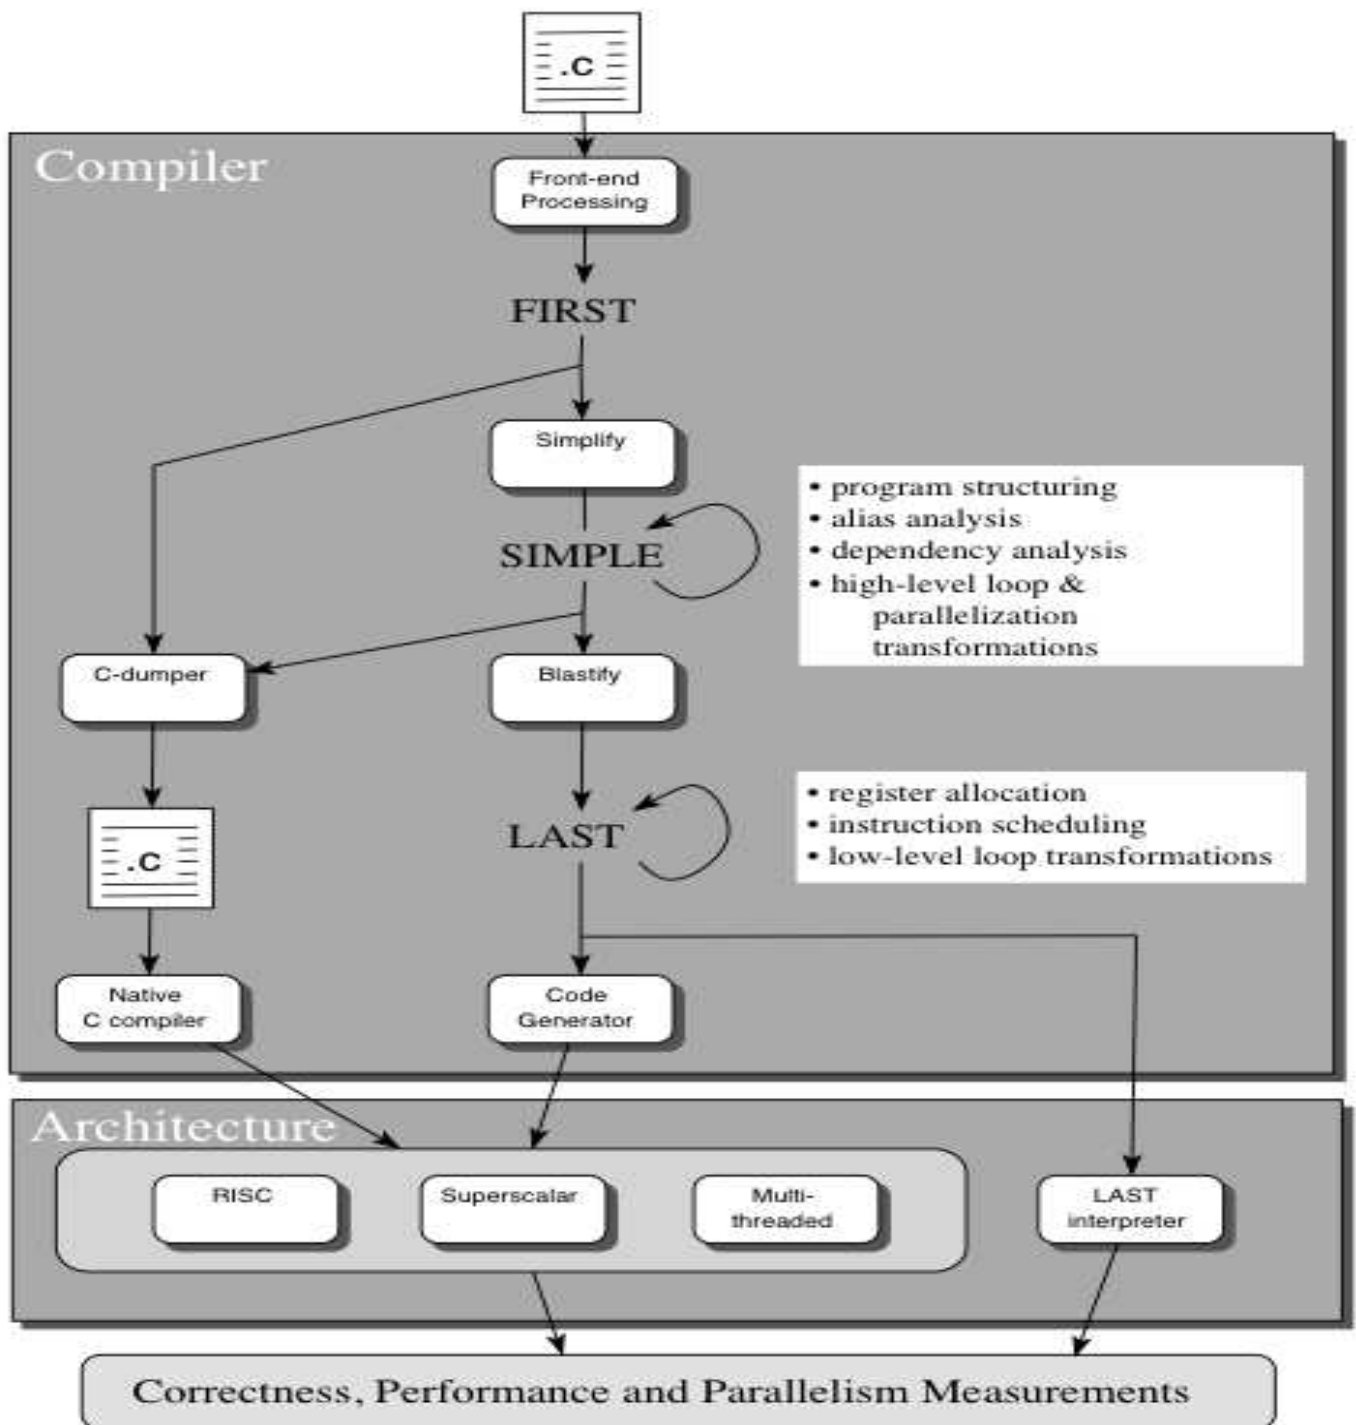 .C
Compiler
Front-end
Processing
FIRST
Simplify
• program structuring
• alias analysis
• dependency analysis
• high-level loop &
parallelization
transformations
SIMPLE
C-dumper
Blastify
• register allocation
• instruction scheduling
• low-level loop transformations
LAST
.C
Native
C compiler
Code
Generator
Architecture
RISC
Superscalar
Multi-
threaded
LAST
interpreter
Correctness, Performance and Parallelism Measurements